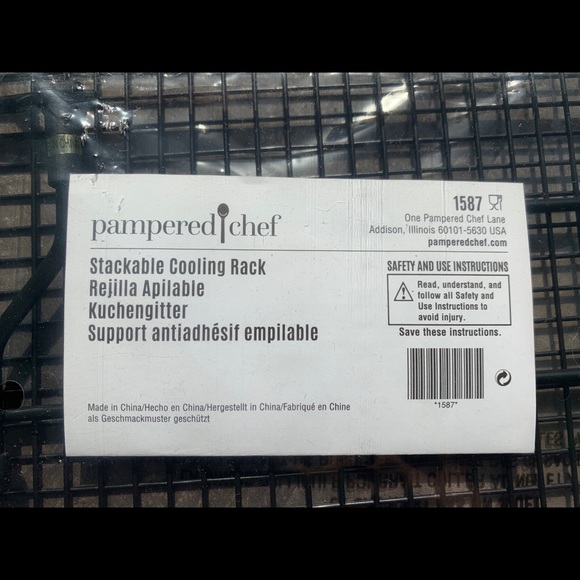 pampered chef
Stackable Cooling Rack
Rejilla Apilable
Kuchengitter
Support antiadhésif empilable
Made in China/Hecho en China/Hergestellt in China/Fabriqué en Chine
als Geschmackmuster geschützt
1587
One Pampered Chef Lane
Addison, Illinois 60101-5630 USA
pamperedchef.com
SAFETY AND USE INSTRUCTIONS
Read, understand, and
follow all Safety and
Use Instructions to
avoid injury.
Save these instructions.
*1587*